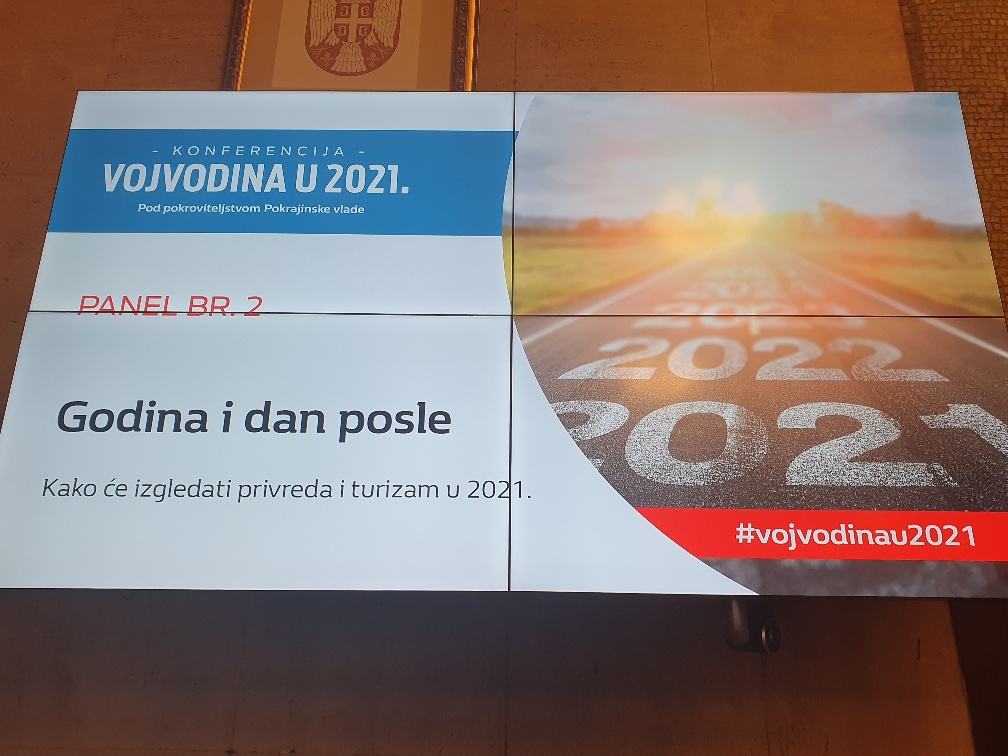 - KONFERENCIJA -
VOJVODINA U 2021.
Pod pokroviteljstvom Pokrajinske vlade
PANEL BR. 2
Godina i dan posle
Kako će izgledati privreda i turizam u 2021.
2023
2022
2021
#vojvodinau2021